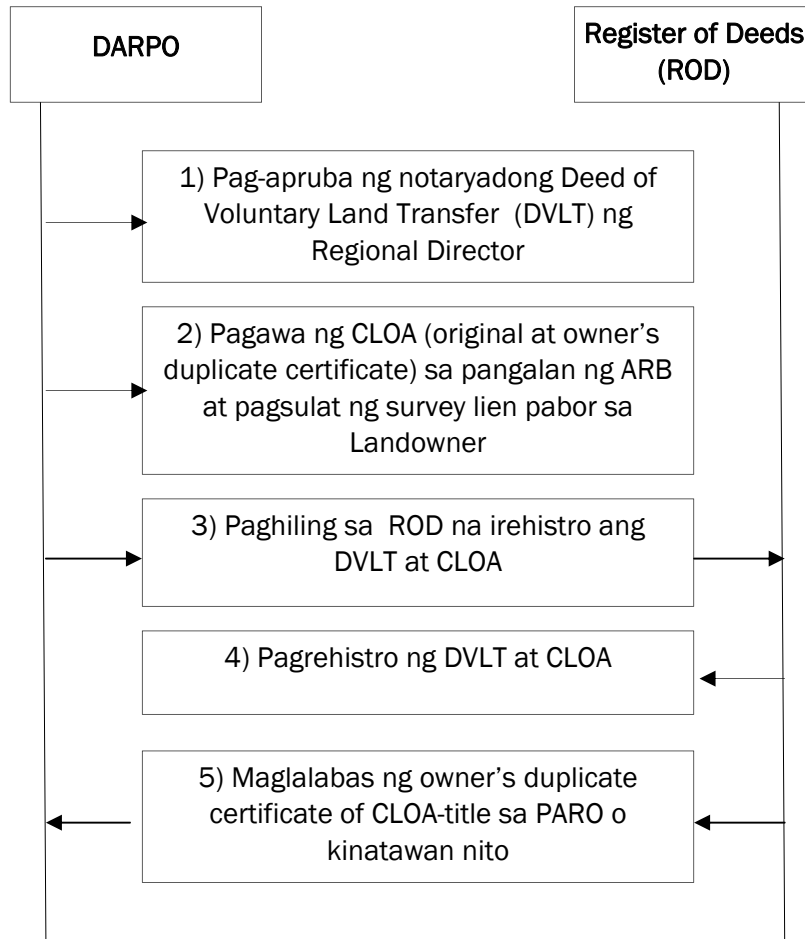 DARPO
Register of Deeds
(ROD)
1) Pag-apruba ng notaryadong Deed of
Voluntary Land Transfer (DVLT) ng
Regional Director
2) Pagawa ng CLOA (original at owner’s
duplicate certificate) sa pangalan ng ARB
at pagsulat ng survey lien pabor sa
Landowner
3) Paghiling sa ROD na irehistro ang
DVLT at CLOA
4) Pagrehistro ng DVLT at CLOA
5) Maglalabas ng owner’s duplicate
certificate of CLOA-title sa PARO o
kinatawan nito